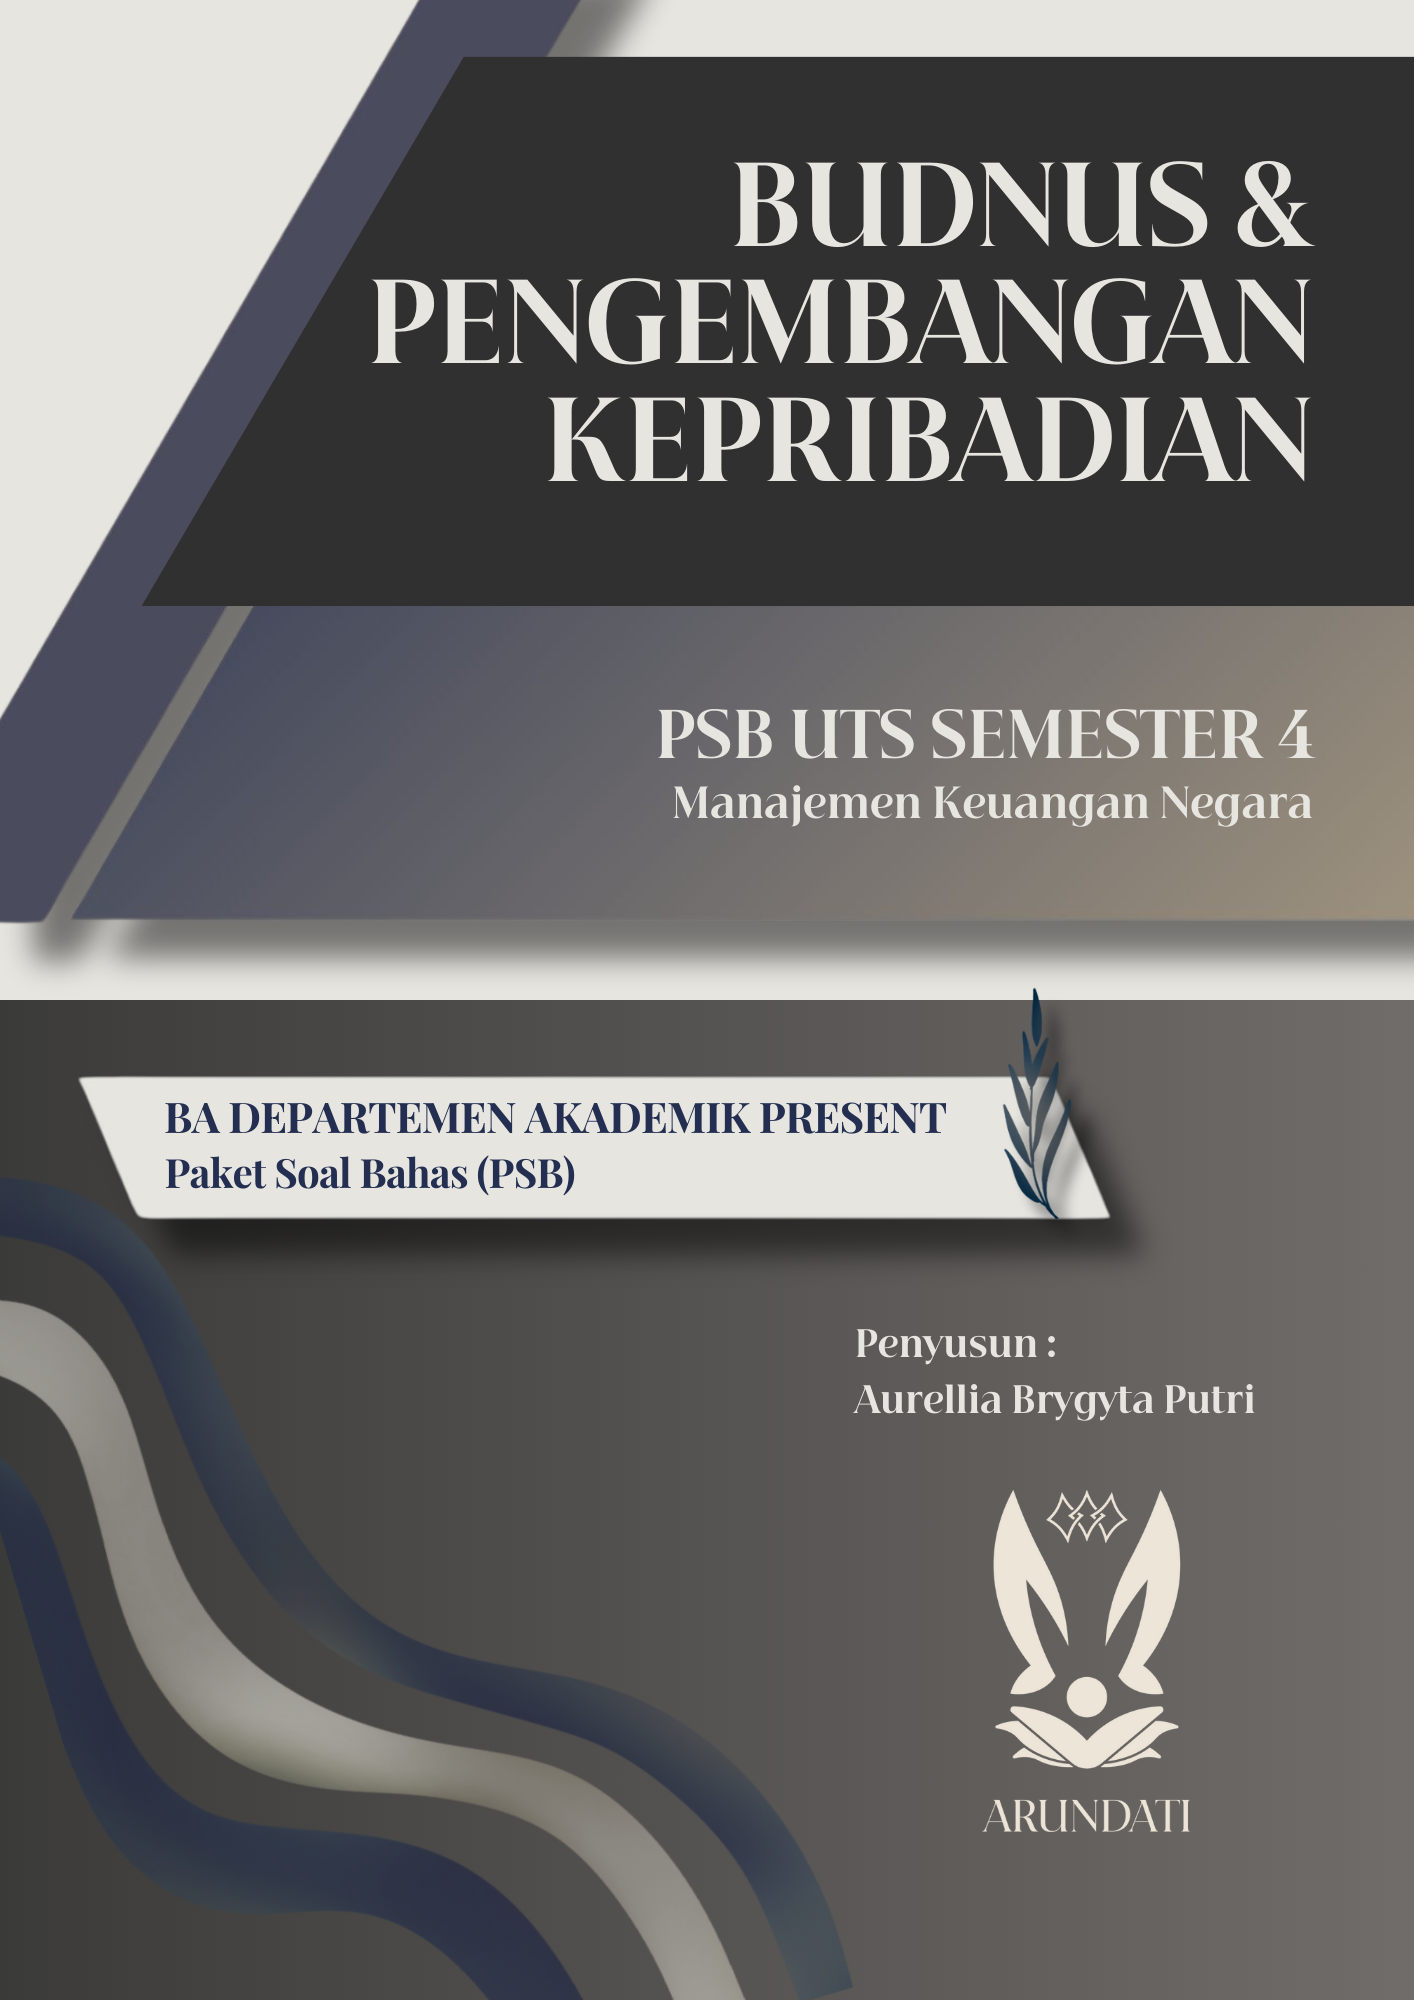 BUDNUS &
PENGEMBANGAN
KEPRIBADIAN
PSB UTS SEMESTER 4
Manajemen Keuangan Negara
BA DEPARTEMEN AKADEMIK PRESENT
Paket Soal Bahas (PSB)
Penyusun :
Aurellia Brygyta Putri
ARUNDATI